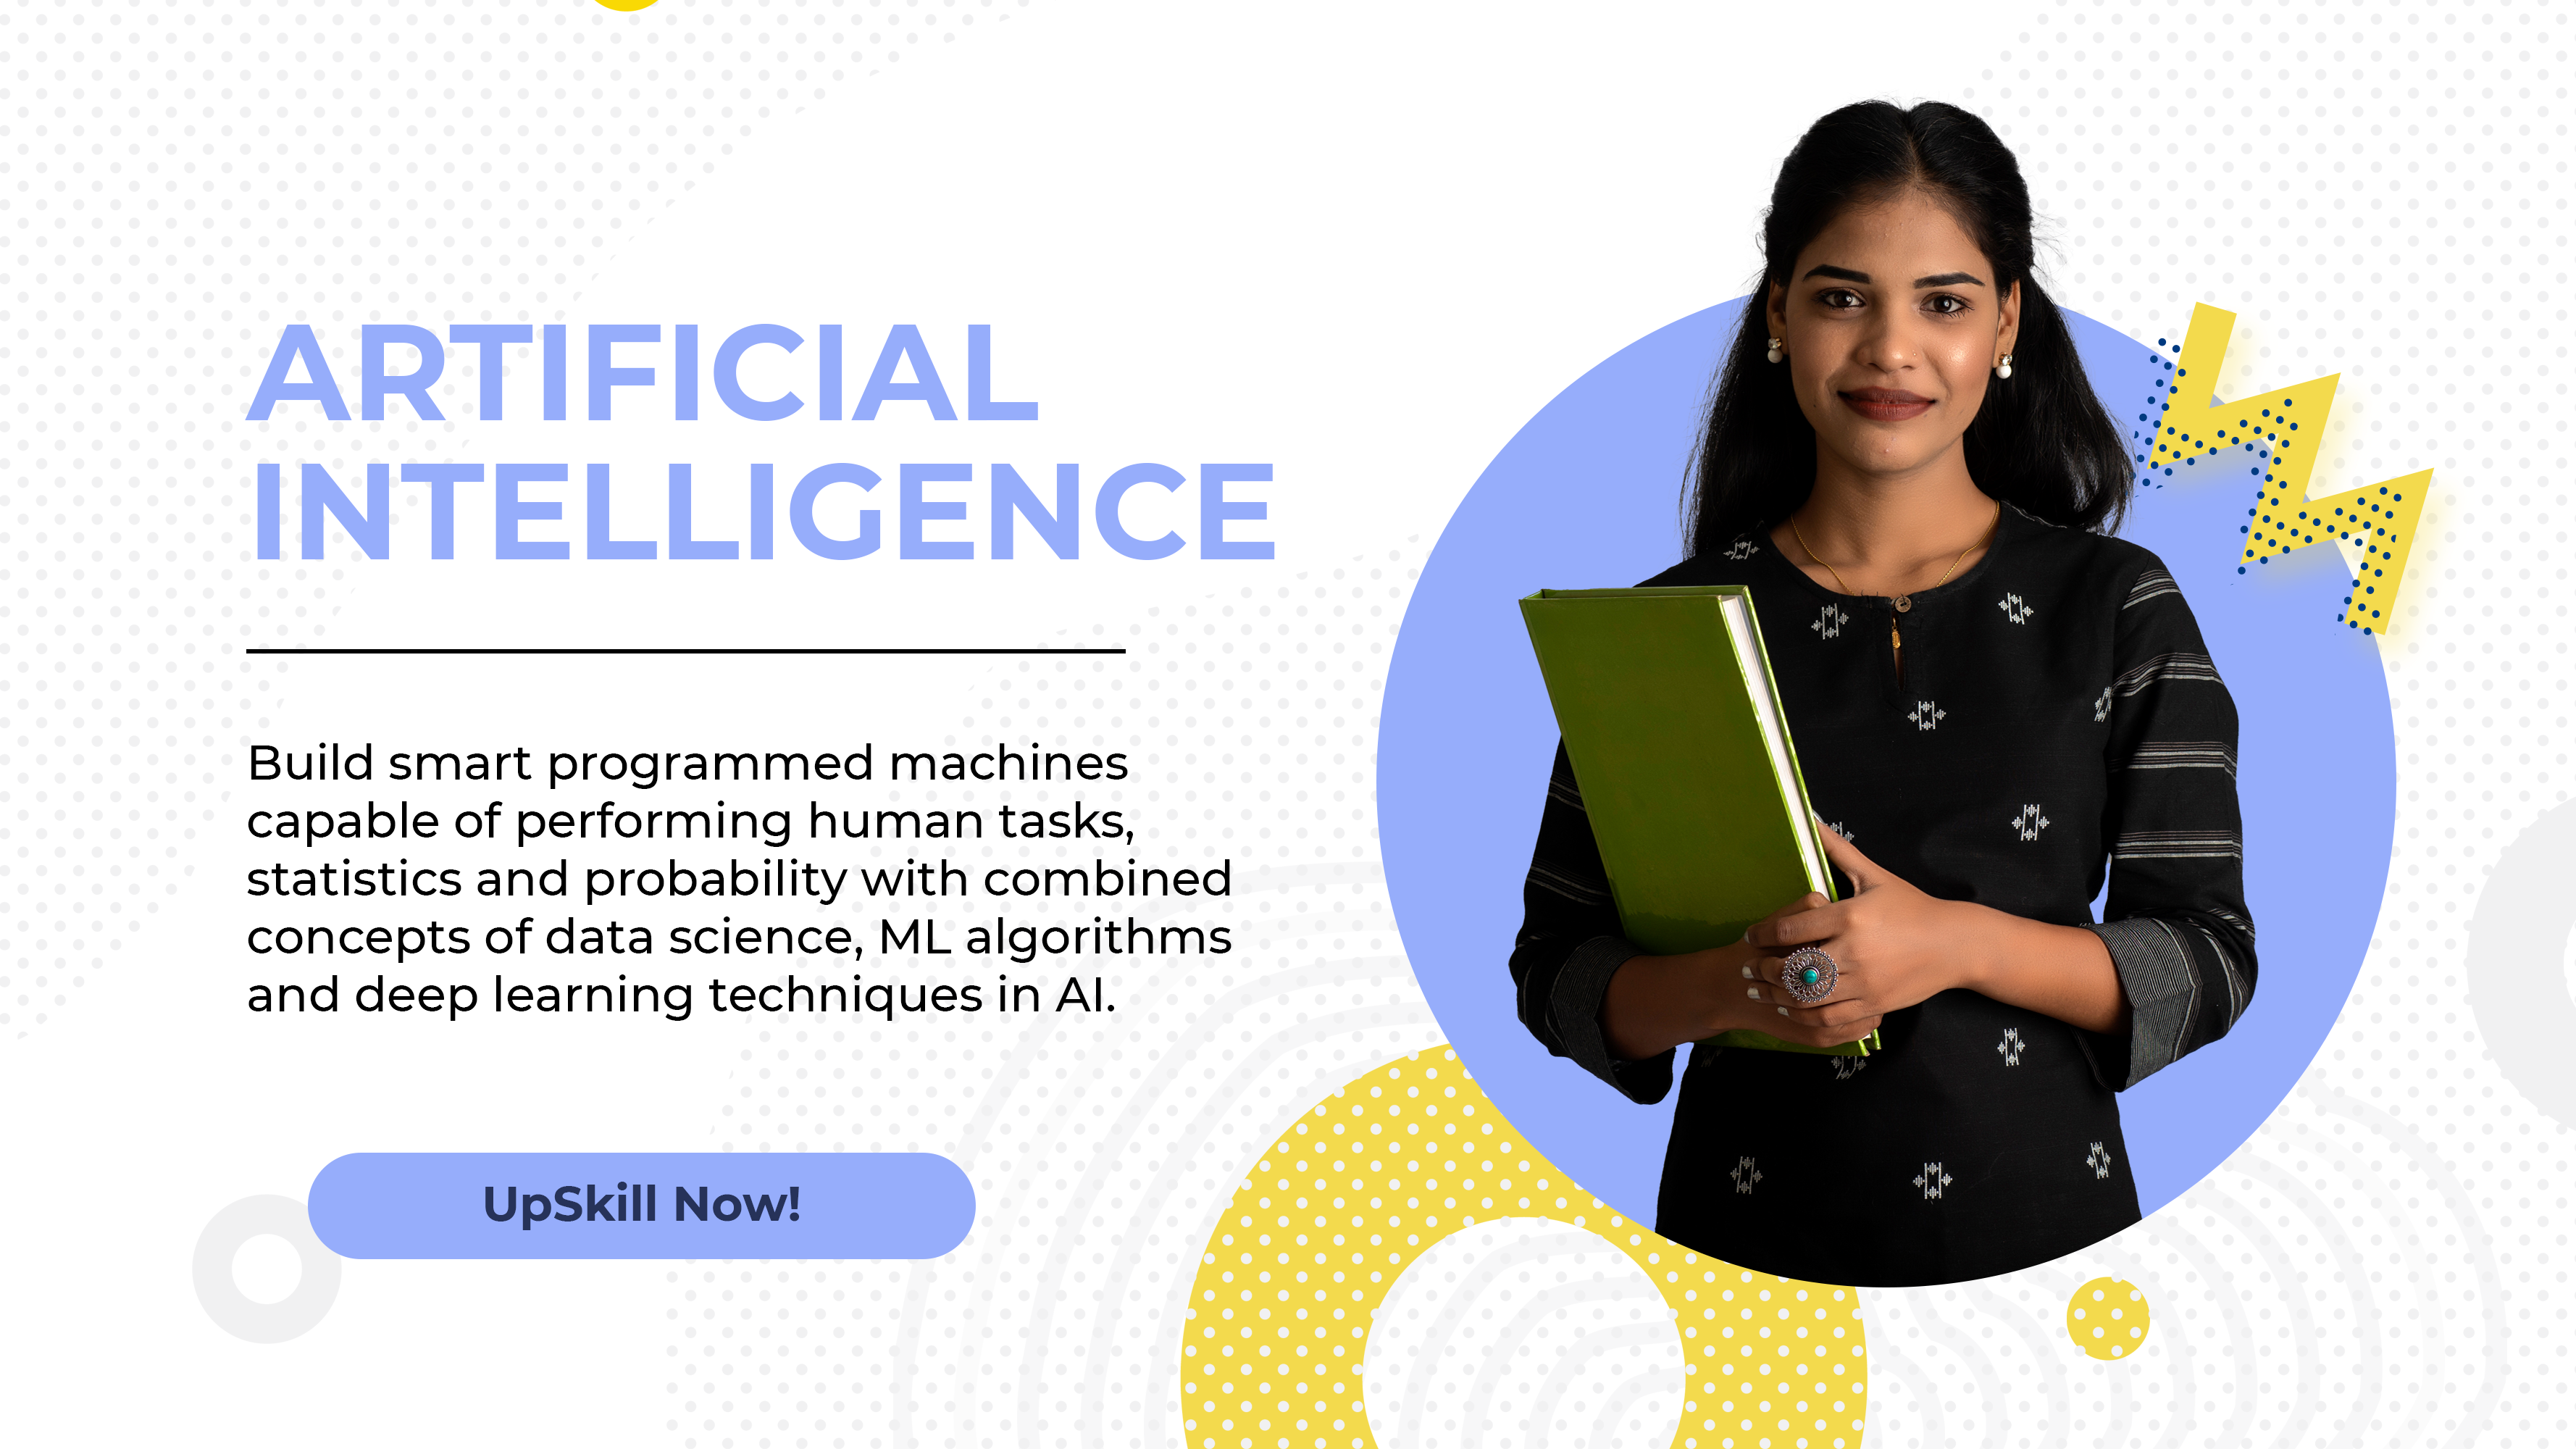 ARTIFICIAL
INTELLIGENCE
Build smart programmed machines
capable of performing human tasks,
statistics and probability with combined
concepts of data science, ML algorithms
and deep learning techniques in AI.
UpSkill Now!